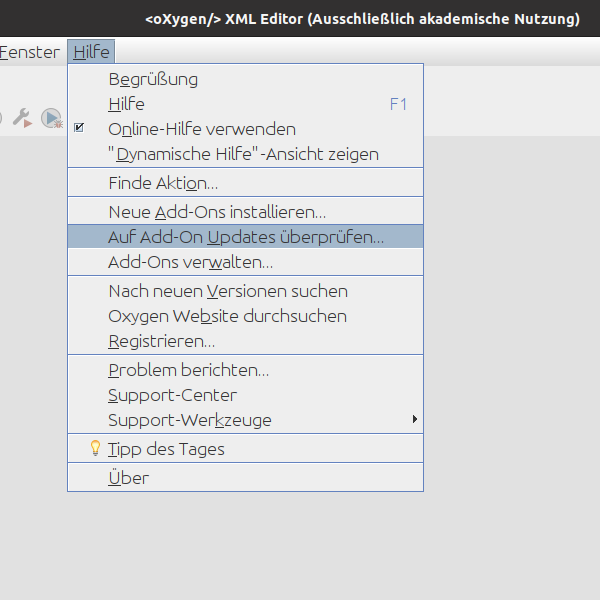 <oXygen/> XML Editor (Ausschließlich akademische Nutzung)
Fenster Hilfe
Begrüßung
Hilfe F1
Online-Hilfe verwenden
"Dynamische Hilfe"-Ansicht zeigen
Finde Aktion...
Neue Add-Ons installieren...
Auf Add-On Updates überprüfen...
Add-Ons verwalten...
Nach neuen Versionen suchen
Oxygen Website durchsuchen
Registrieren...
Problem berichten...
Support-Center
Support-Werkzeuge
Tipp des Tages
Über